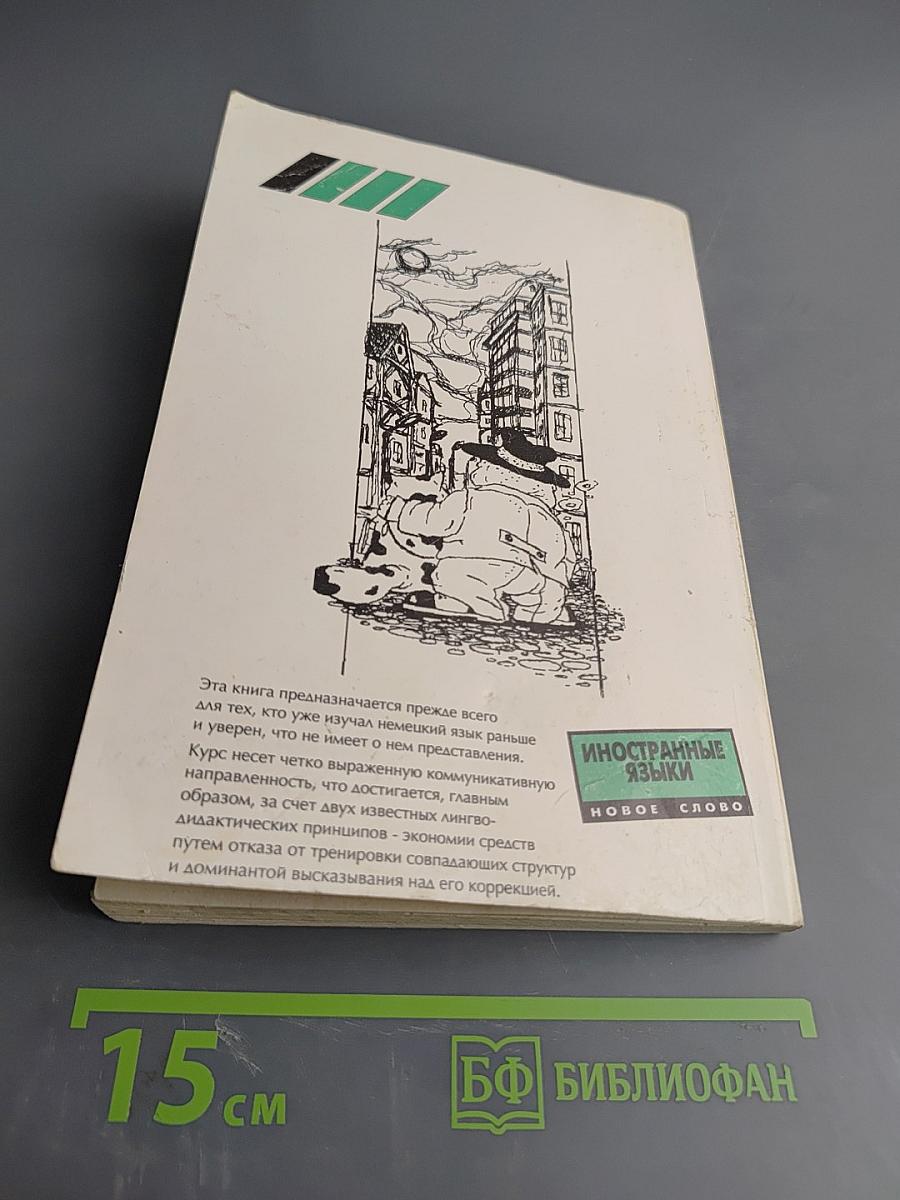 Эта книга предназначается прежде всего
для тех, кто уже изучал немецкий язык раньше
и уверен, что не имеет о нем представления.
Курс несет четко выраженную коммуникативную
направленность, что достигается, главным
образом, за счет двух известных лингво-
дидактических принципов - экономии средств
путем отказа от тренировки совпадающих структур
и доминантой высказывания над его коррекцией.
ИНОСТРАННЫЕ
ЯЗЫКИ
НОВОЕ СЛОВО
15 см
БФ БИБЛИОФАН